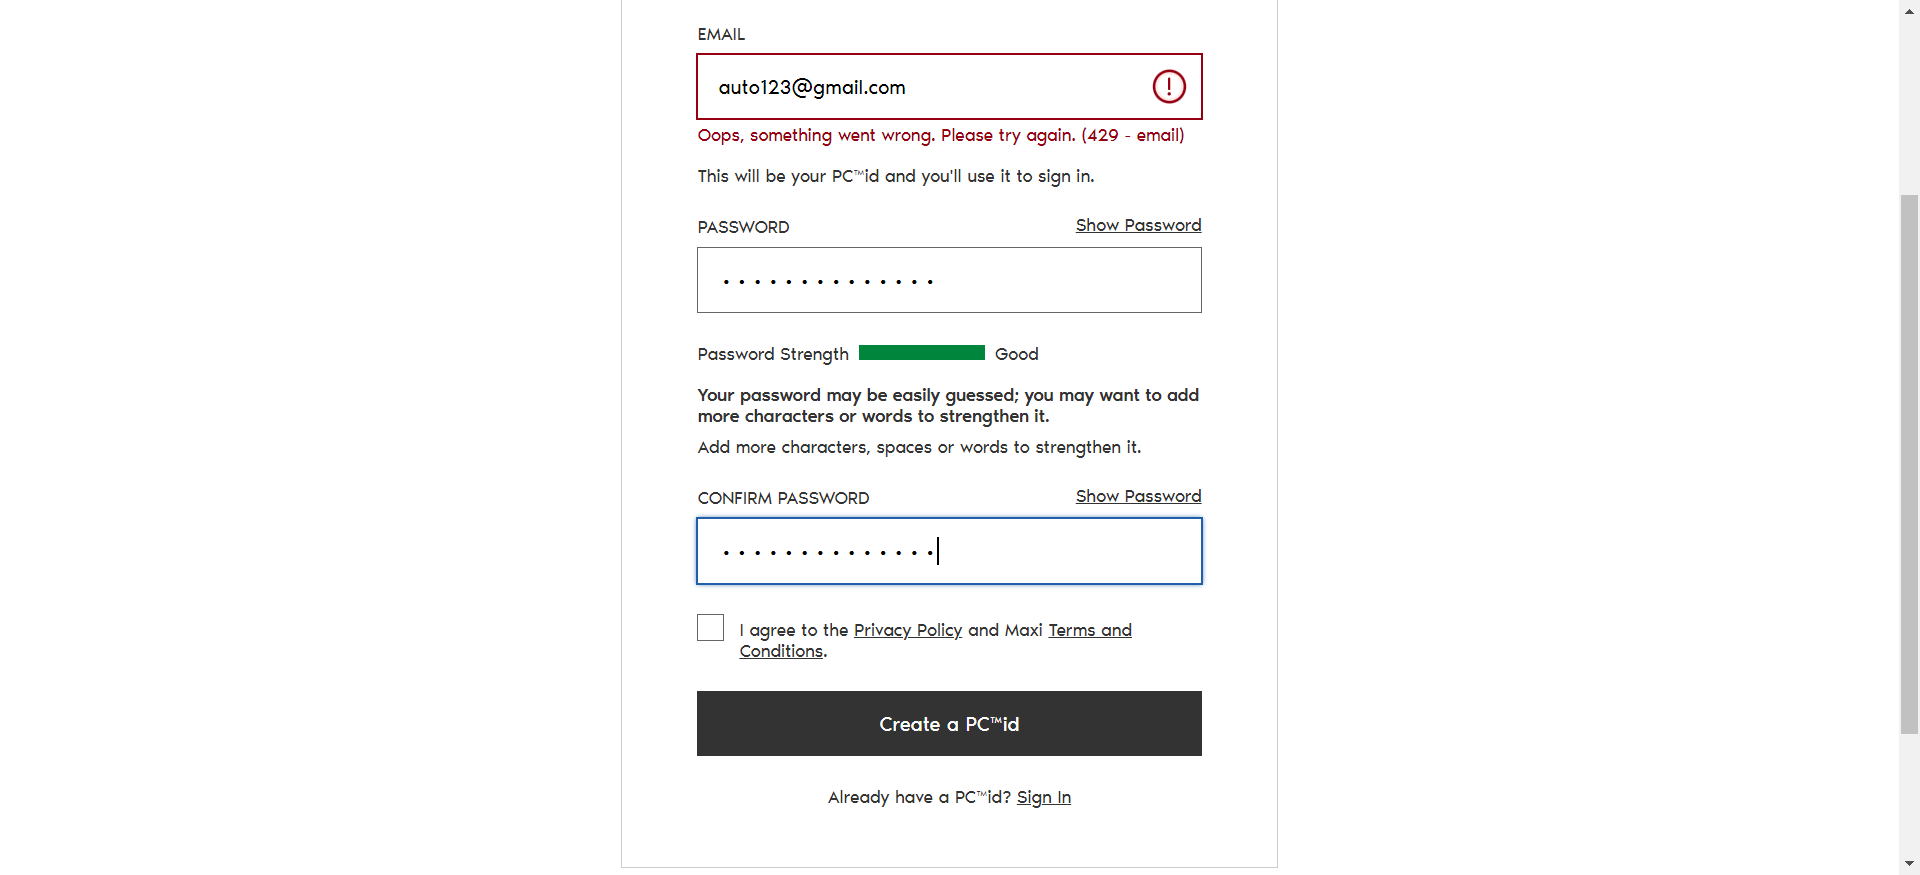 EMAIL
auto123@gmail.com
Oops, something went wrong. Please try again. (429 - email)
This will be your PC™id and you'll use it to sign in.
PASSWORD
Show Password
Password Strength Good
Your password may be easily guessed; you may want to add
more characters or words to strengthen it.
Add more characters, spaces or words to strengthen it.
CONFIRM PASSWORD
Show Password
I agree to the Privacy Policy and Maxi Terms and
Conditions.
Create a PC™id
Already have a PC™id? Sign In